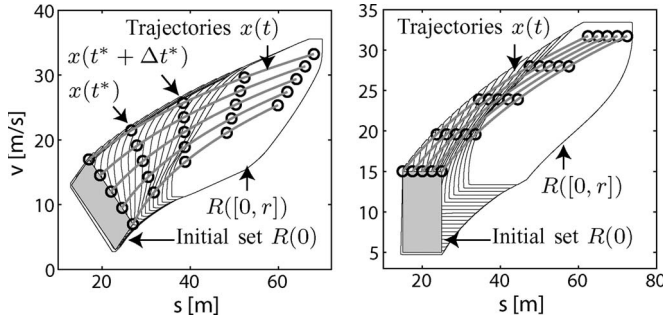 Trajectories x(t)
x(t* + Δt*)
x(t*)
R([0, r])
Initial set R(0)
v [m/s]
40
30
20
10
0
20
40
60
s [m]
Trajectories x(t)
R([0, r])
Initial set R(0)
35
30
25
20
15
10
5
20
40
60
80
s [m]